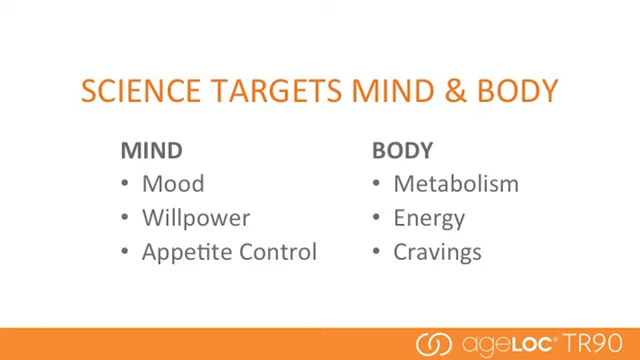 SCIENCE TARGETS MIND & BODY
MIND
• Mood
• Willpower
• Appetite Control
BODY
• Metabolism
• Energy
• Cravings
ageLOC® TR90